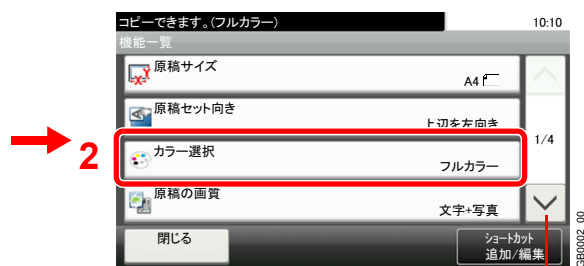 コピーできます。(フルカラー)
10:10
機能一覧
原稿サイズ
A4
原稿セット向き
上辺を左向き
1/4
2
カラー選択
フルカラー
原稿の画質
文字+写真
閉じる
ショートカット
追加/編集
GB0002_00